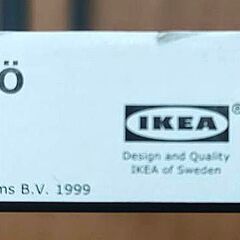 Ö
IKEA®
Design and Quality
IKEA of Sweden
ms B.V. 1999